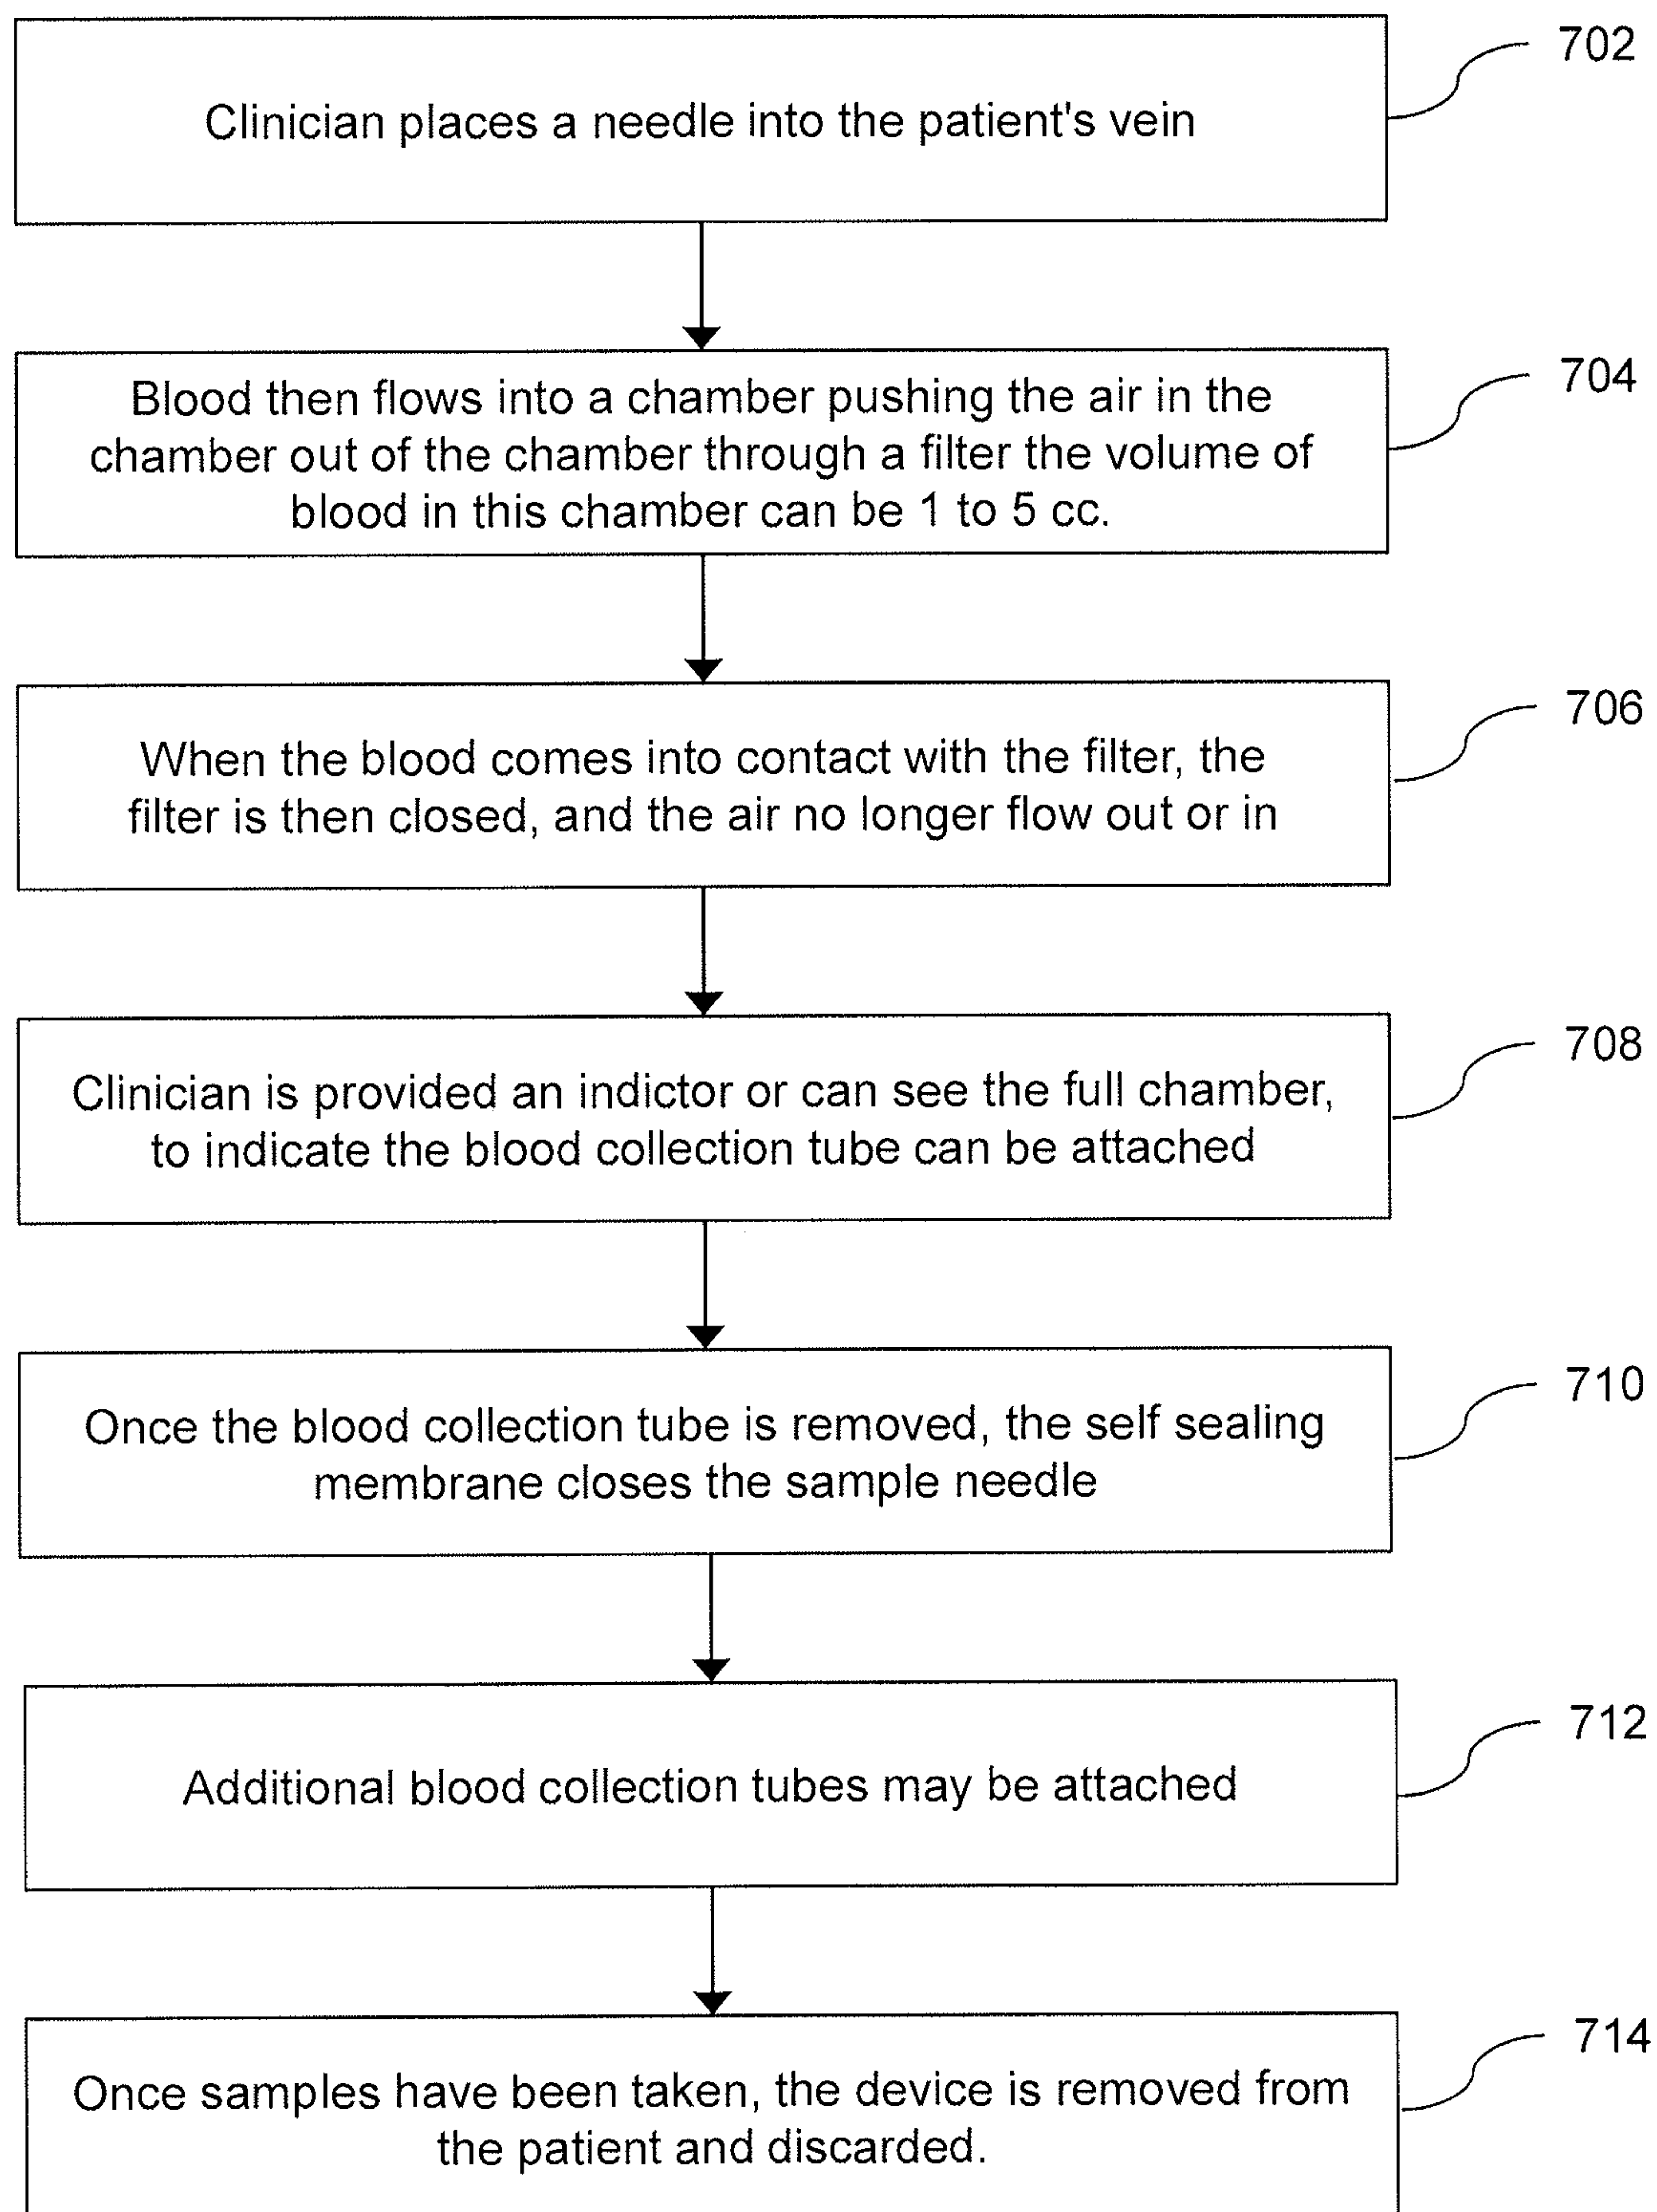 702
Clinician places a needle into the patient's vein
704
Blood then flows into a chamber pushing the air in the
chamber out of the chamber through a filter the volume of
blood in this chamber can be 1 to 5 cc.
706
When the blood comes into contact with the filter, the
filter is then closed, and the air no longer flow out or in
708
Clinician is provided an indictor or can see the full chamber,
to indicate the blood collection tube can be attached
710
Once the blood collection tube is removed, the self sealing
membrane closes the sample needle
712
Additional blood collection tubes may be attached
714
Once samples have been taken, the device is removed from
the patient and discarded.